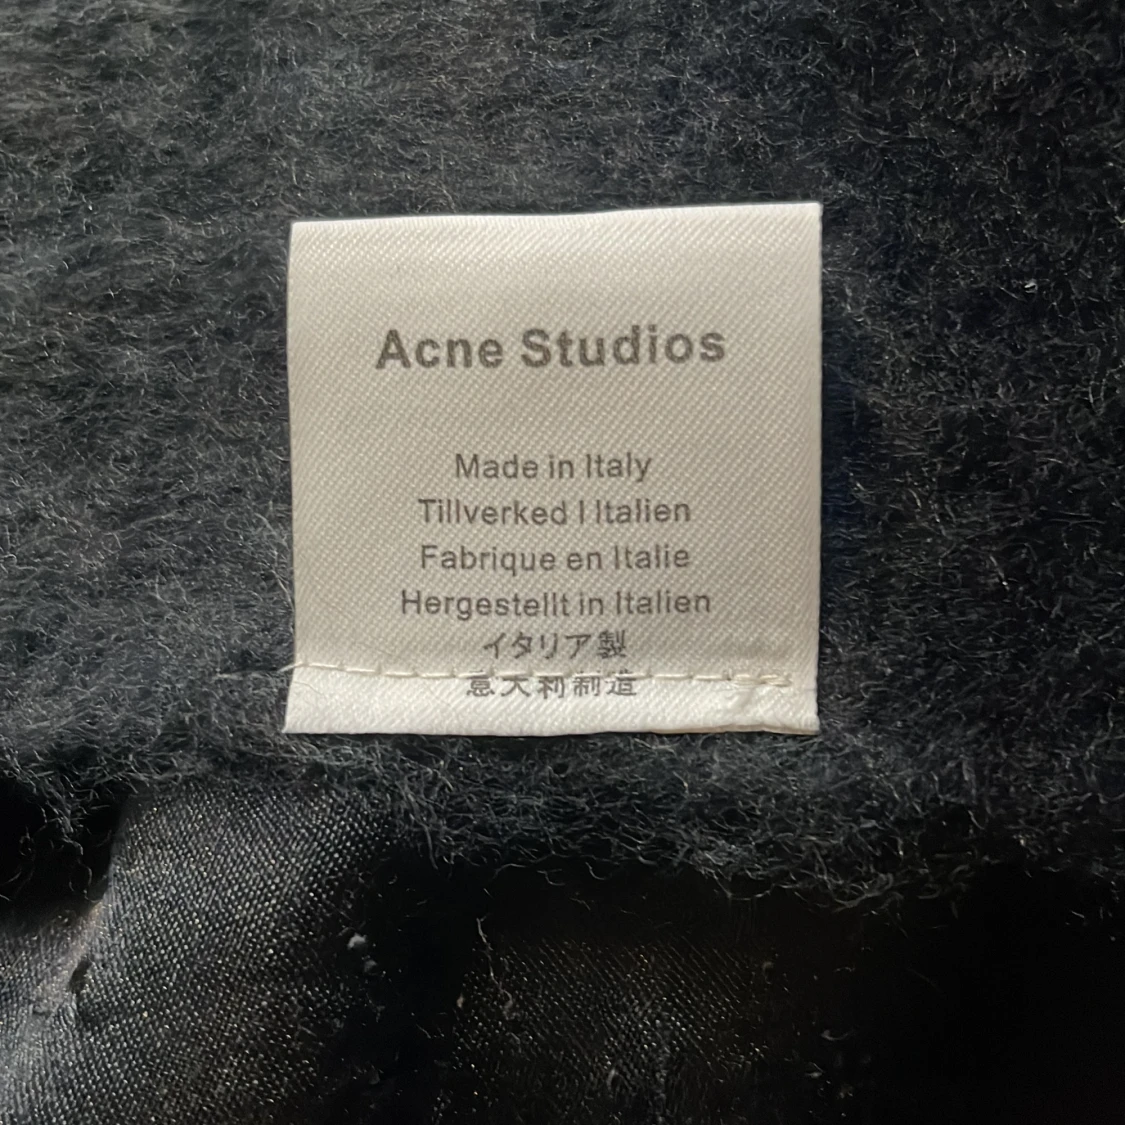 Acne Studios
Made in Italy
Tillverked I Italien
Fabrique en Italie
Hergestellt in Italien
イタリア製
意大利制造